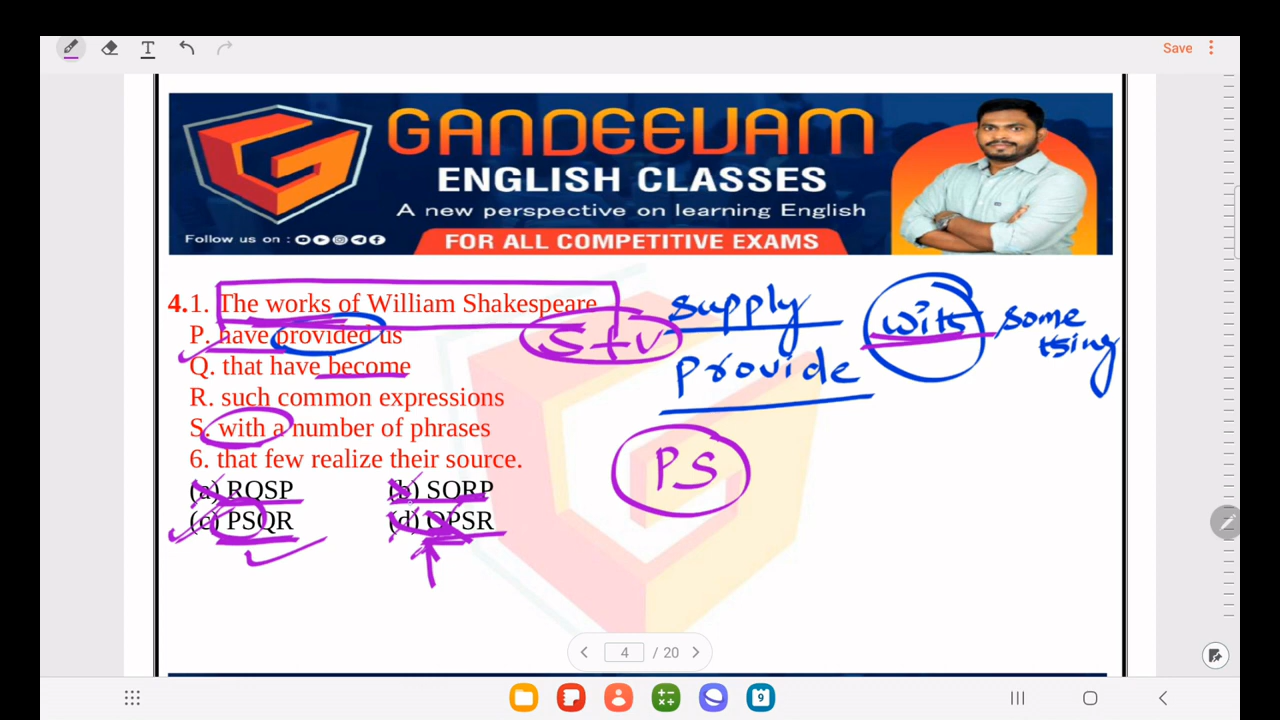 Save
GANDEEVAM
ENGLISH CLASSES
A new perspective on learning English
Follow us on :
FOR ALL COMPETITIVE EXAMS
4.1. The works of William Shakespeare
P. have provided us
Q. that have become
R. such common expressions
S. with a number of phrases
6. that few realize their source.
(a) RQSP (b) SQRP
(c) PSQR (d) QPSR
S + V
supply
provide
with some
thing
PS
4 / 20
9